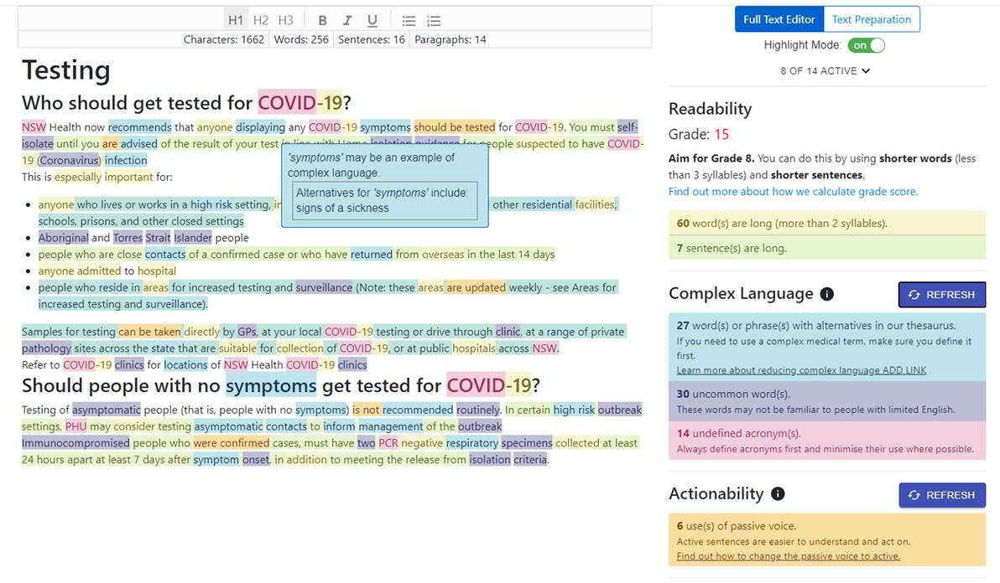 H1 H2 H3 B I U
Characters: 1662 Words: 256 Sentences: 16 Paragraphs: 14
Testing
Who should get tested for COVID-19?
NSW Health now recommends that anyone displaying any COVID-19 symptoms should be tested for COVID-19. You must self-
isolate until you are advised of the result of your test in line with Home isolation guidance for people suspected to have COVID-
19 (Coronavirus) infection
This is especially important for:
anyone who lives or works in a high risk setting, other residential facilities,
schools, prisons, and other closed settings
Aboriginal and Torres Strait Islander people
people who are close contacts of a confirmed case or who have returned from overseas in the last 14 days
anyone admitted to hospital
people who reside in areas for increased testing and surveillance (Note: these areas are updated weekly - see Areas for
increased testing and surveillance).
'symptoms' may be an example of
complex language.
Alternatives for 'symptoms' include:
signs of a sickness
Samples for testing can be taken directly by GPs, at your local COVID-19 testing or drive through clinic, at a range of private
pathology sites across the state that are suitable for collection of COVID-19, or at public hospitals across NSW.
Refer to COVID-19 clinics for locations of NSW Health COVID-19 clinics
Should people with no symptoms get tested for COVID-19?
Testing of asymptomatic people (that is, people with no symptoms) is not recommended routinely. In certain high risk outbreak
settings, PHU may consider testing asymptomatic contacts to inform management of the outbreak
Immunocompromised people who were confirmed cases, must have two PCR negative respiratory specimens collected at least
24 hours apart at least 7 days after symptom onset, in addition to meeting the release from isolation criteria.
Full Text Editor Text Preparation
Highlight Mode: on
8 OF 14 ACTIVE
Readability
Grade: 15
Aim for Grade 8. You can do this by using shorter words (less
than 3 syllables) and shorter sentences.
Find out more about how we calculate grade score.
60 word(s) are long (more than 2 syllables).
7 sentence(s) are long.
Complex Language REFRESH
27 word(s) or phrase(s) with alternatives in our thesaurus.
If you need to use a complex medical term, make sure you define it
first.
Learn more about reducing complex language ADD LINK
30 uncommon word(s).
These words may not be familiar to people with limited English.
14 undefined acronym(s).
Always define acronyms first and minimise their use where possible.
Actionability REFRESH
6 use(s) of passive voice.
Active sentences are easier to understand and act on.
Find out how to change the passive voice to active.